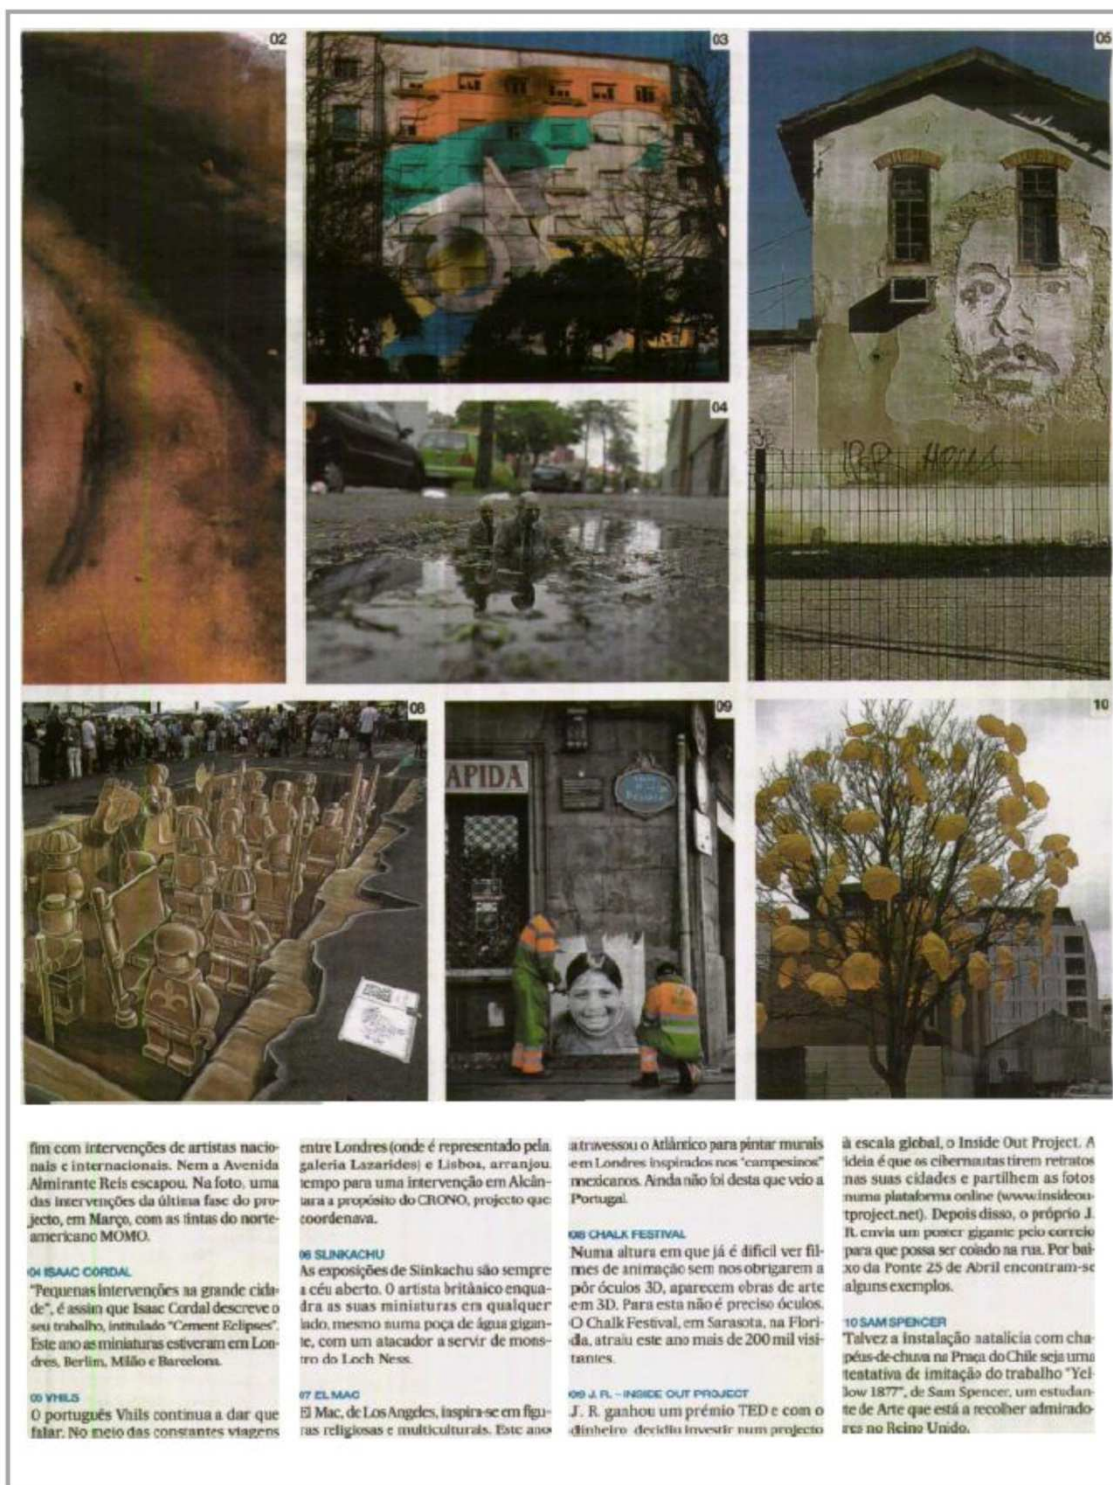 02
03
05
04
08
09
10
APIDA
fim com intervenções de artistas nacio-
nais e internacionais. Nem a Avenida
Almirante Reis escapou. Na foto, uma
das intervenções da última fase do pro-
jecto, em Março, com as tintas do norte-
americano MOMO.
04 ISAAC CORDAL
"Pequenas intervenções na grande cida-
de", é assim que Isaac Cordal descreve o
seu trabalho, intitulado "Cement Eclipses".
Este ano as miniaturas estiveram em Lon-
dres, Berlim, Milão e Barcelona.
05 VHILS
O português Vhils continua a dar que
falar. No meio das constantes viagens
entre Londres (onde é representado pela
galeria Lazarides) e Lisboa, arranjou
tempo para uma intervenção em Alcân-
tara a propósito do CRONO, projecto que
coordenava.
06 SLINKACHU
As exposições de Slinkachu são sempre
a céu aberto. O artista britânico enqua-
dra as suas miniaturas em qualquer
lado, mesmo numa poça de água gigan-
te, com um atacador a servir de mons-
tro do Loch Ness.
07 EL MAC
El Mac, de Los Angeles, inspira-se em figu-
ras religiosas e multiculturais. Este ano
atravessou o Atlântico para pintar murais
em Londres inspirados nos "campesinos"
mexicanos. Ainda não foi desta que veio a
Portugal.
08 CHALK FESTIVAL
Numa altura em que já é difícil ver fil-
mes de animação sem nos obrigarem a
pôr óculos 3D, aparecem obras de arte
em 3D. Para esta não é preciso óculos.
O Chalk Festival, em Sarasota, na Flori-
da, atraiu este ano mais de 200 mil visi-
tantes.
09 J. R. - INSIDE OUT PROJECT
J. R. ganhou um prémio TED e com o
dinheiro decidiu investir num projecto
à escala global, o Inside Out Project. A
ideia é que os cibernautas tirem retratos
nas suas cidades e partilhem as fotos
numa plataforma online (www.insideou-
tproject.net). Depois disso, o próprio J.
R. envia um poster gigante pelo correio
para que possa ser colado na rua. Por bai-
xo da Ponte 25 de Abril encontram-se
alguns exemplos.
10 SAM SPENCER
Talvez a instalação natalícia com cha-
péus-de-chuva na Praça do Chile seja uma
tentativa de imitação do trabalho "Yel-
low 1877", de Sam Spencer, um estudan-
te de Arte que está a recolher admirado-
res no Reino Unido.